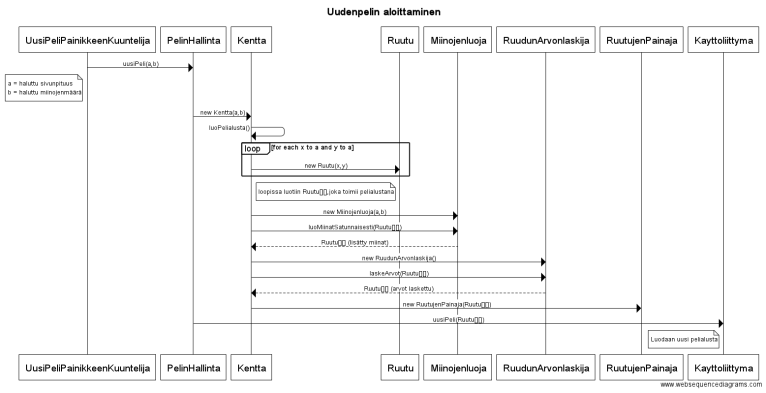 Uudenpelin aloittaminen
UusiPeliPainikkeenKuuntelija PelinHallinta Kentta Ruutu Miinojenluoja RuudunArvonlaskija RuutujenPainaja Kayttoliittyma
uusiPeli(a,b)
a = haluttu sivunpituus
b = haluttu miinojenmäärä
new Kentta(a,b)
luoPelialusta()
loop [for each x to a and y to a]
new Ruutu(x,y)
loopissa luotiin Ruutu[][],joka toimii pelialustana
new Miinojenluoja(a,b)
luoMiinatSatunnaisesti(Ruutu[][])
Ruutu[][] (lisätty miinat)
new RuudunArvonlaskija()
laskeArvot(Ruutu[][])
Ruutu[][] (arvot laskettu)
new RuutujenPainaja(Ruutu[][])
uusiPeli(Ruutu[][])
Luodaan uusi pelialusta
UusiPeliPainikkeenKuuntelija PelinHallinta Kentta Ruutu Miinojenluoja RuudunArvonlaskija RuutujenPainaja Kayttoliittyma
www.websequencediagrams.com